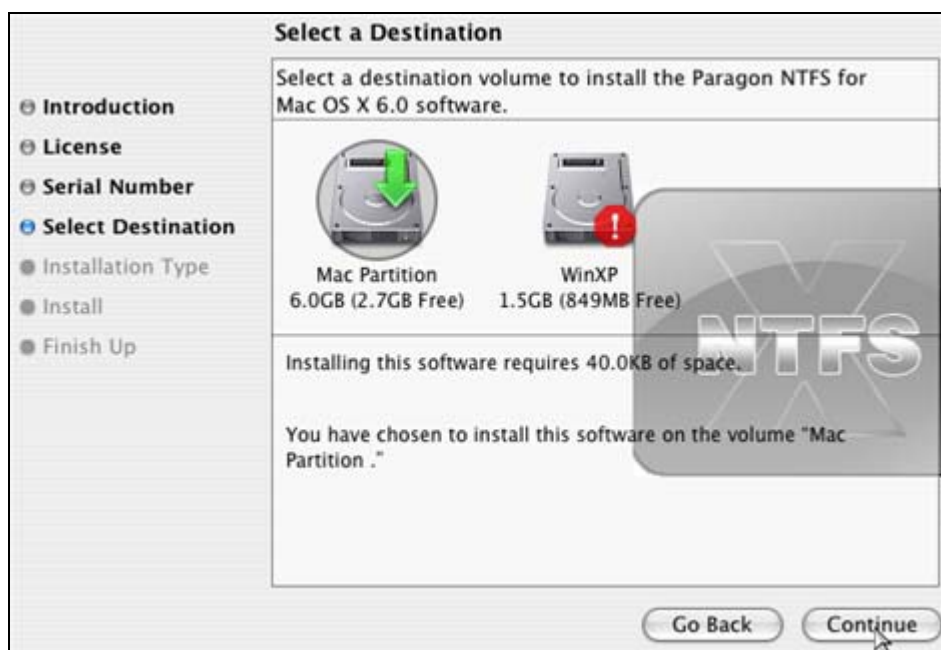 Select a Destination
Introduction
License
Serial Number
Select Destination
Installation Type
Install
Finish Up
Select a destination volume to install the Paragon NTFS for
Mac OS X 6.0 software.
Mac Partition
6.0GB (2.7GB Free)
WinXP
1.5GB (849MB Free)
NTFS
Installing this software requires 40.0KB of space.
You have chosen to install this software on the volume "Mac
Partition ."
Go Back
Continue